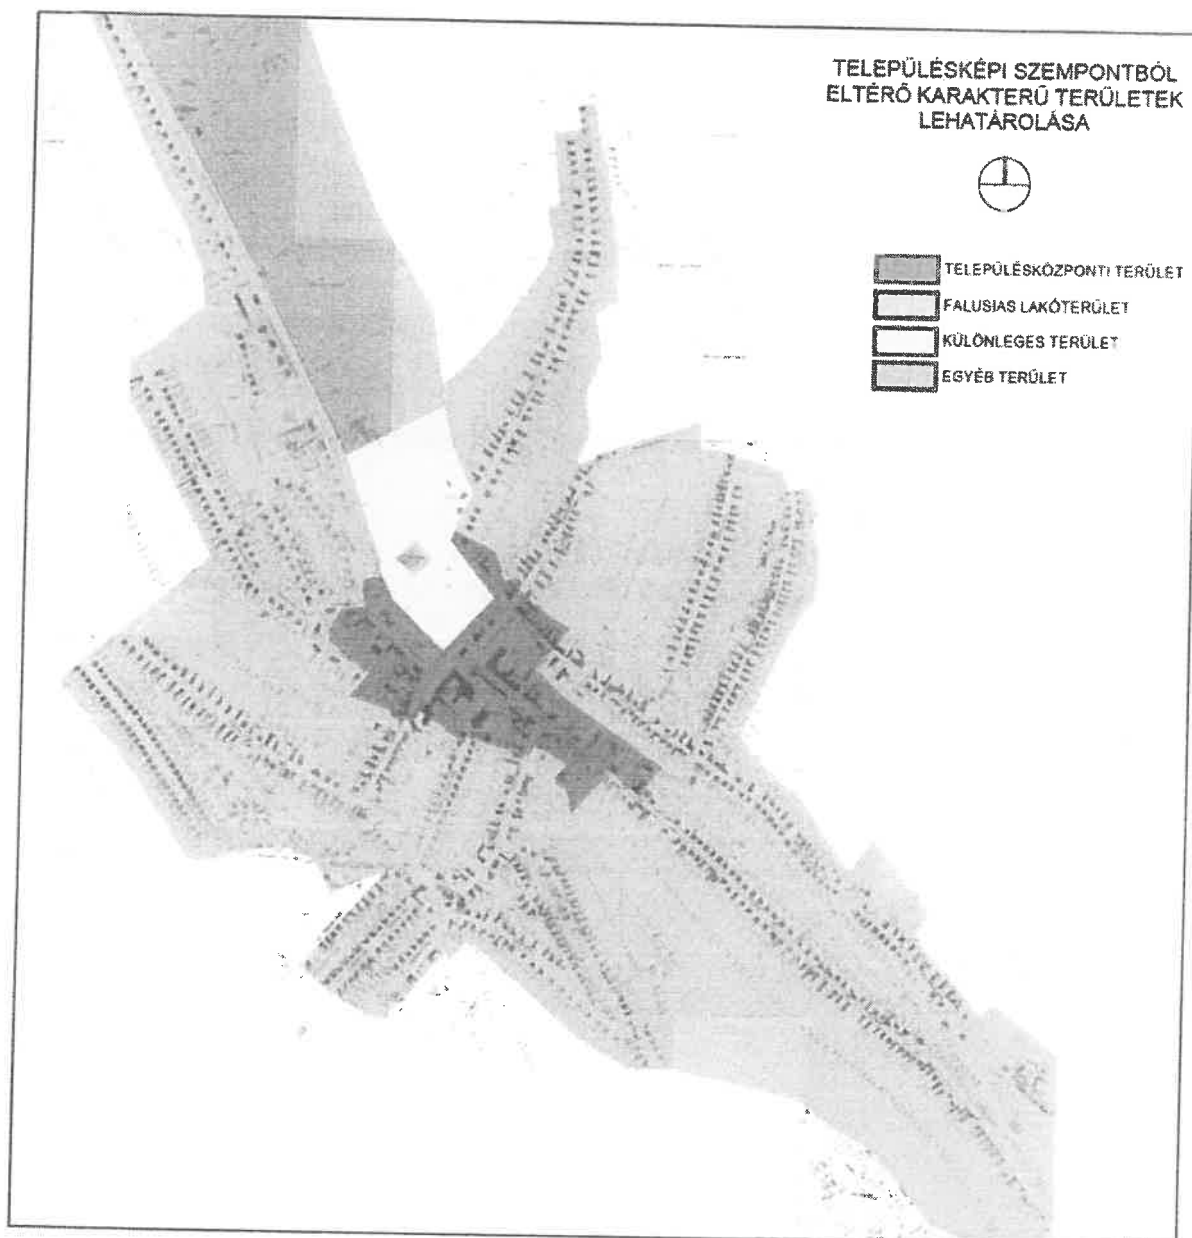 TELEPÜLÉSKÉPI SZEMPONTBÓL
ELTÉRŐ KARAKTERŰ TERÜLETEK
LEHATÁROLÁSA
TELEPÜLÉSKÖZPONTI TERÜLET
FALUSIAS LAKÓTERÜLET
KÜLÖNLEGES TERÜLET
EGYÉB TERÜLET